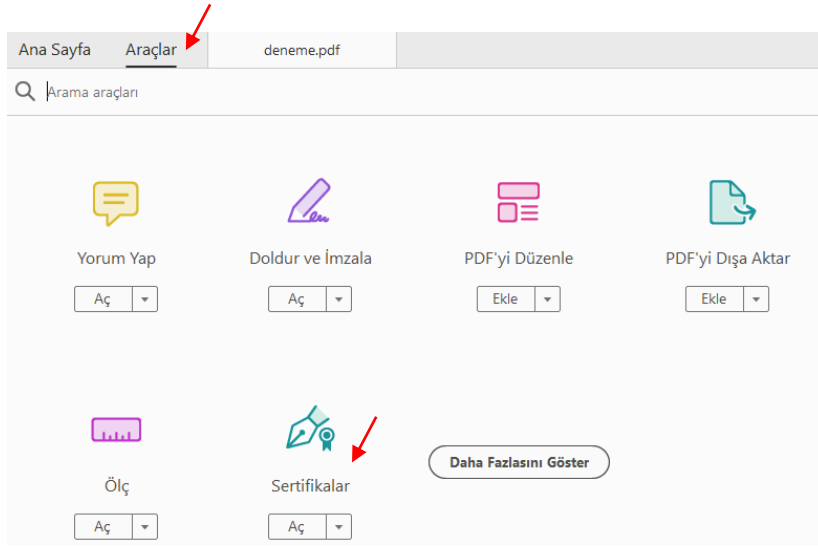 Ana Sayfa Araçlar deneme.pdf
Arama araçları
Yorum Yap Doldur ve İmzala PDF'yi Düzenle PDF'yi Dışa Aktar
Aç Aç Ekle Ekle
Ölç Sertifikalar Daha Fazlasını Göster
Aç Aç